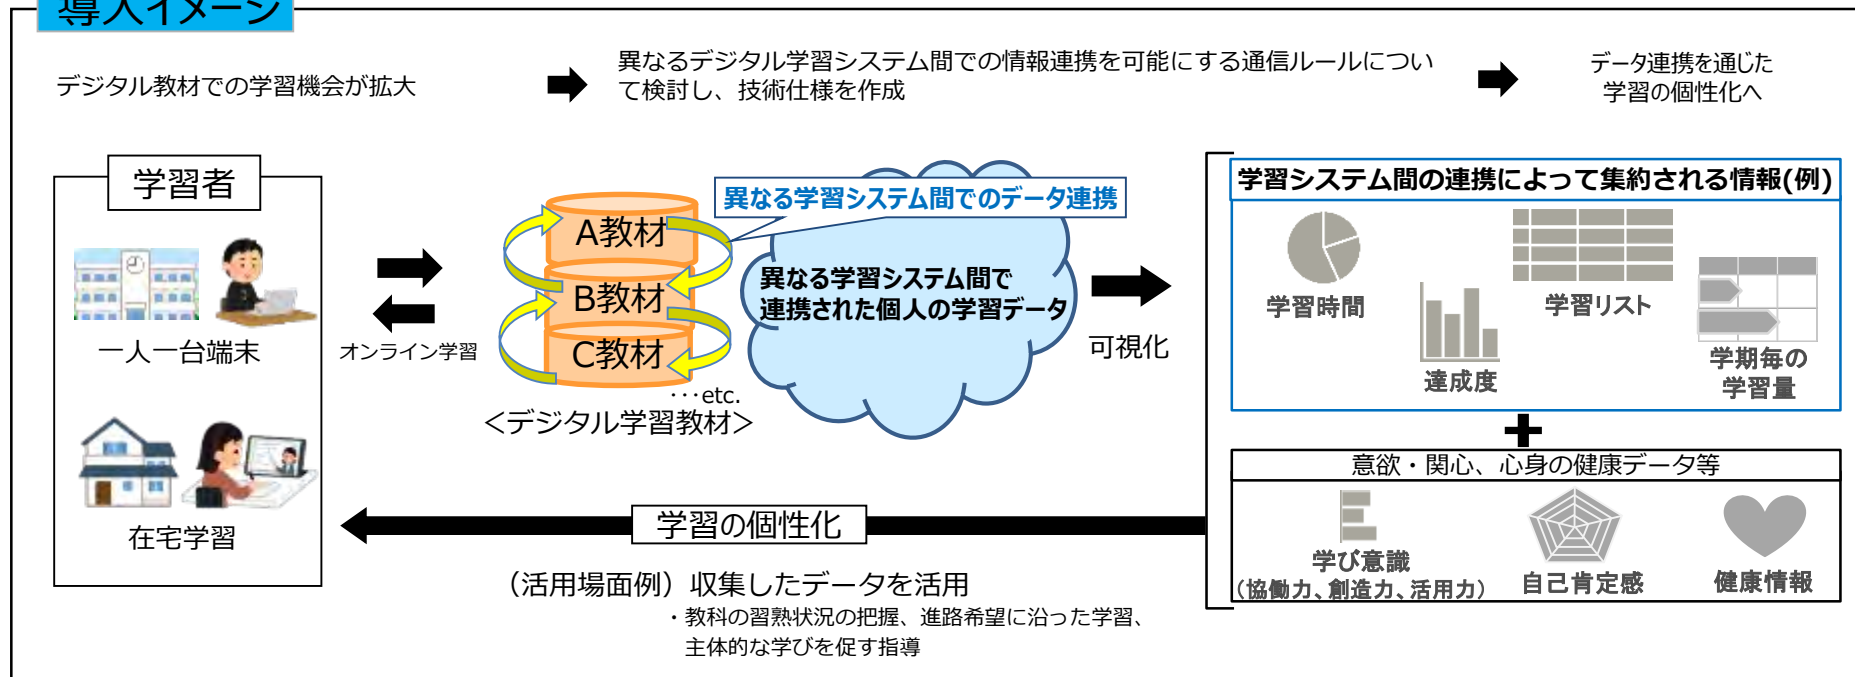 導入イメージ
デジタル教材での学習機会が拡大
異なるデジタル学習システム間での情報連携を可能にする通信ルールについ
て検討し、技術仕様を作成
データ連携を通じた
学習の個性化へ
学習者
一人一台端末
在宅学習
オンライン学習
A教材
B教材
C教材
･･･etc.
<デジタル学習教材>
異なる学習システム間でのデータ連携
異なる学習システム間で
連携された個人の学習データ
可視化
学習システム間の連携によって集約される情報(例)
学習時間
達成度
学習リスト
学期毎の
学習量
意欲・関心、心身の健康データ等
学び意識
(協働力、創造力、活用力)
自己肯定感
健康情報
学習の個性化
（活用場面例）収集したデータを活用
・教科の習熟状況の把握、進路希望に沿った学習、
主体的な学びを促す指導